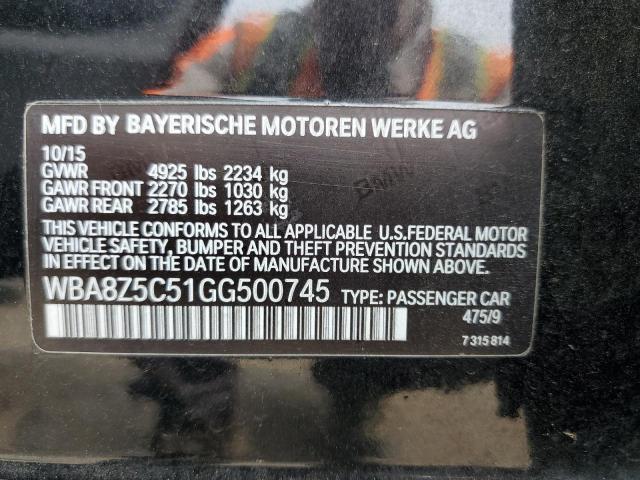 MFD BY BAYERISCHE MOTOREN WERKE AG
10/15
GVWR 4925 lbs 2234 kg
GAWR FRONT 2270 lbs 1030 kg
GAWR REAR 2785 lbs 1263 kg
THIS VEHICLE CONFORMS TO ALL APPLICABLE U.S.FEDERAL MOTOR
VEHICLE SAFETY, BUMPER AND THEFT PREVENTION STANDARDS
IN EFFECT ON THE DATE OF MANUFACTURE SHOWN ABOVE.
WBA8Z5C51GG500745 TYPE: PASSENGER CAR
475/9
7 315 814
BMW